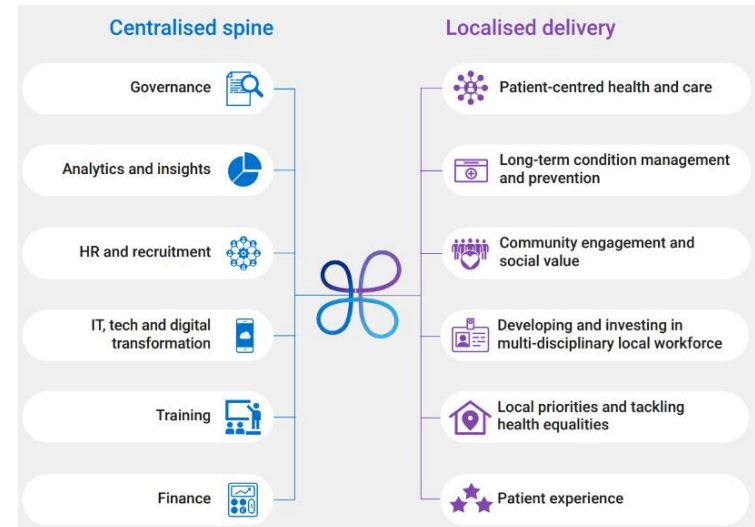 Centralised spine
Governance
Analytics and insights
HR and recruitment
IT, tech and digital
transformation
Training
Finance
Localised delivery
Patient-centred health and care
Long-term condition management
and prevention
Community engagement and
social value
Developing and investing in
multi-disciplinary local workforce
Local priorities and tackling
health equalities
Patient experience